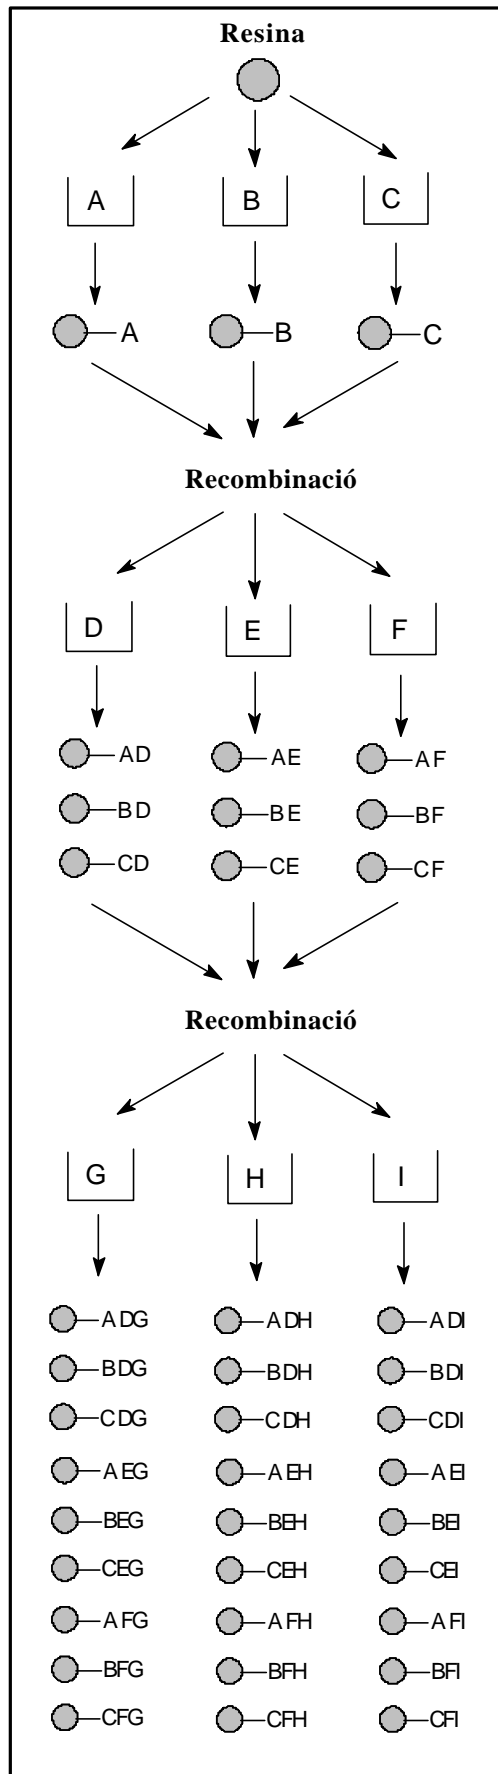 Resina
A B C
A B C
Recombinació
D E F
AD AE AF
BD BE BF
CD CE CF
Recombinació
G H I
ADG ADH ADI
BDG BDH BDI
CDG CDH CDI
AEG AEH AEI
BEG BEH BEI
CEG CEH CEI
AFG AFH AFI
BFG BFH BFI
CFG CFH CFI